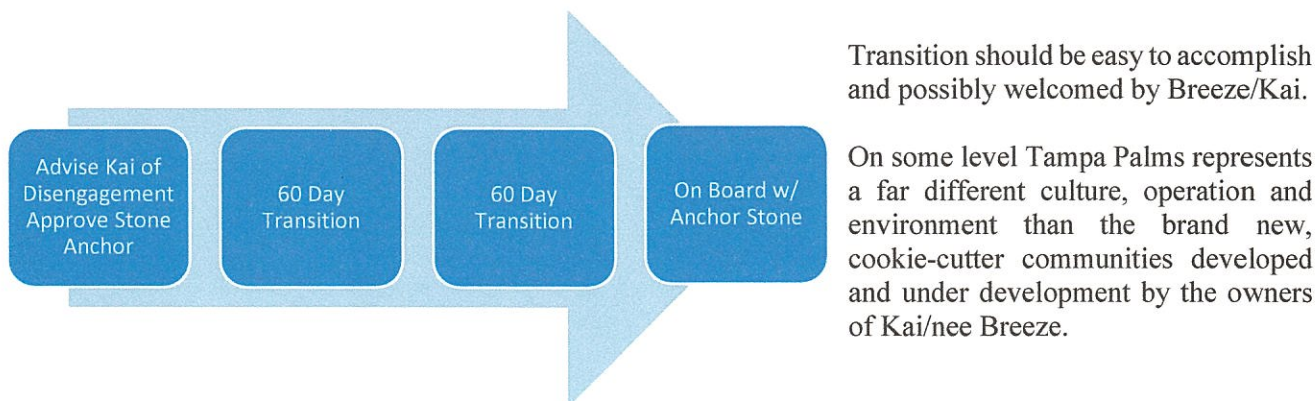 Advise Kai of
Disengagement
Approve Stone
Anchor
60 Day
Transition
60 Day
Transition
On Board w/
Anchor Stone
Transition should be easy to accomplish
and possibly welcomed by Breeze/Kai.
On some level Tampa Palms represents
a far different culture, operation and
environment than the brand new,
cookie-cutter communities developed
and under development by the owners
of Kai/nee Breeze.